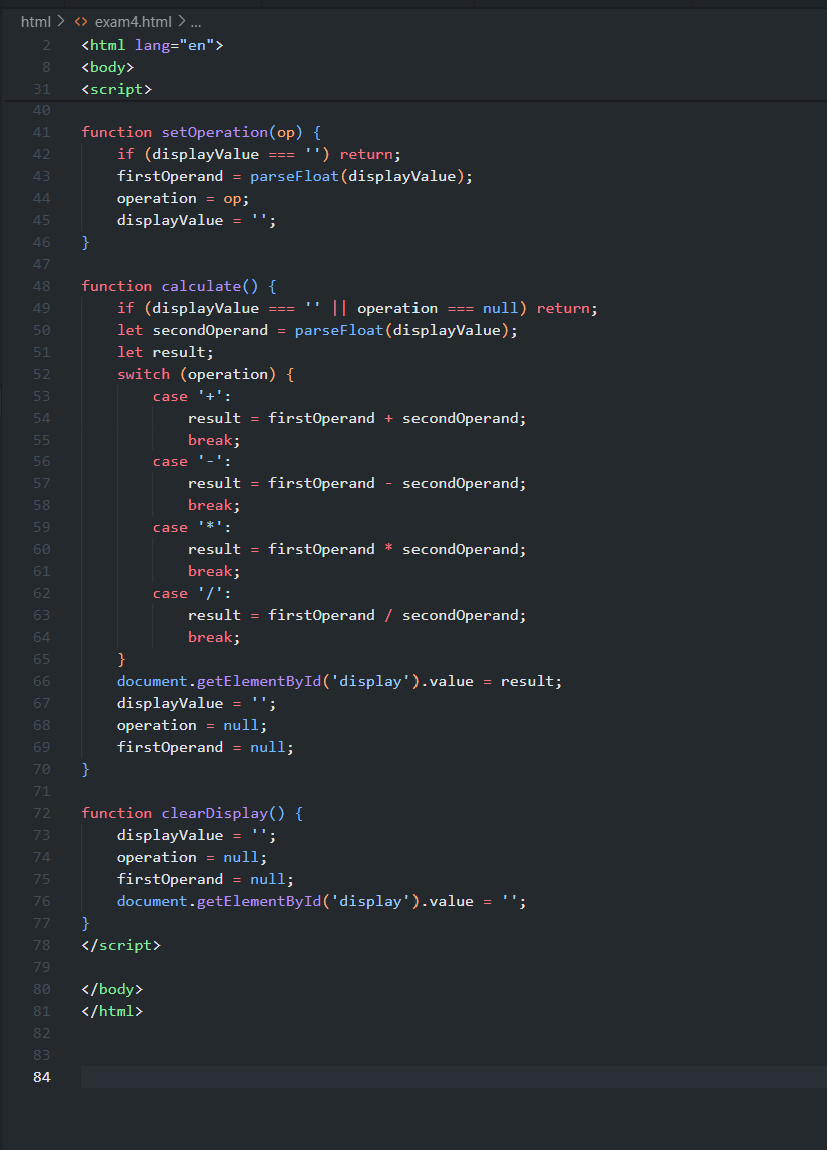 html > <> exam4.html > ...
2 <html lang="en">
8 <body>
31 <script>
40
41 function setOperation(op) {
42     if (displayValue === '') return;
43     firstOperand = parseFloat(displayValue);
44     operation = op;
45     displayValue = '';
46 }
47
48 function calculate() {
49     if (displayValue === '' || operation === null) return;
50     let secondOperand = parseFloat(displayValue);
51     let result;
52     switch (operation) {
53         case '+':
54             result = firstOperand + secondOperand;
55             break;
56         case '-':
57             result = firstOperand - secondOperand;
58             break;
59         case '*':
60             result = firstOperand * secondOperand;
61             break;
62         case '/':
63             result = firstOperand / secondOperand;
64             break;
65     }
66     document.getElementById('display').value = result;
67     displayValue = '';
68     operation = null;
69     firstOperand = null;
70 }
71
72 function clearDisplay() {
73     displayValue = '';
74     operation = null;
75     firstOperand = null;
76     document.getElementById('display').value = '';
77 }
78 </script>
79
80 </body>
81 </html>
82
83
84